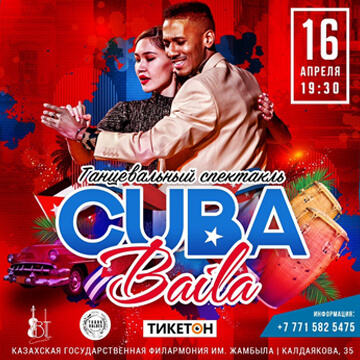 16
АПРЕЛЯ
19:30
Танцевальный спектакль
CUBA
Baila
ТИКЕТОН
ИНФОРМАЦИЯ:
+7 771 582 5475
КАЗАХСКАЯ ГОСУДАРСТВЕННАЯ ФИЛАРМОНИЯ ИМ. ЖАМБЫЛА | КАЛДАЯКОВА, 35